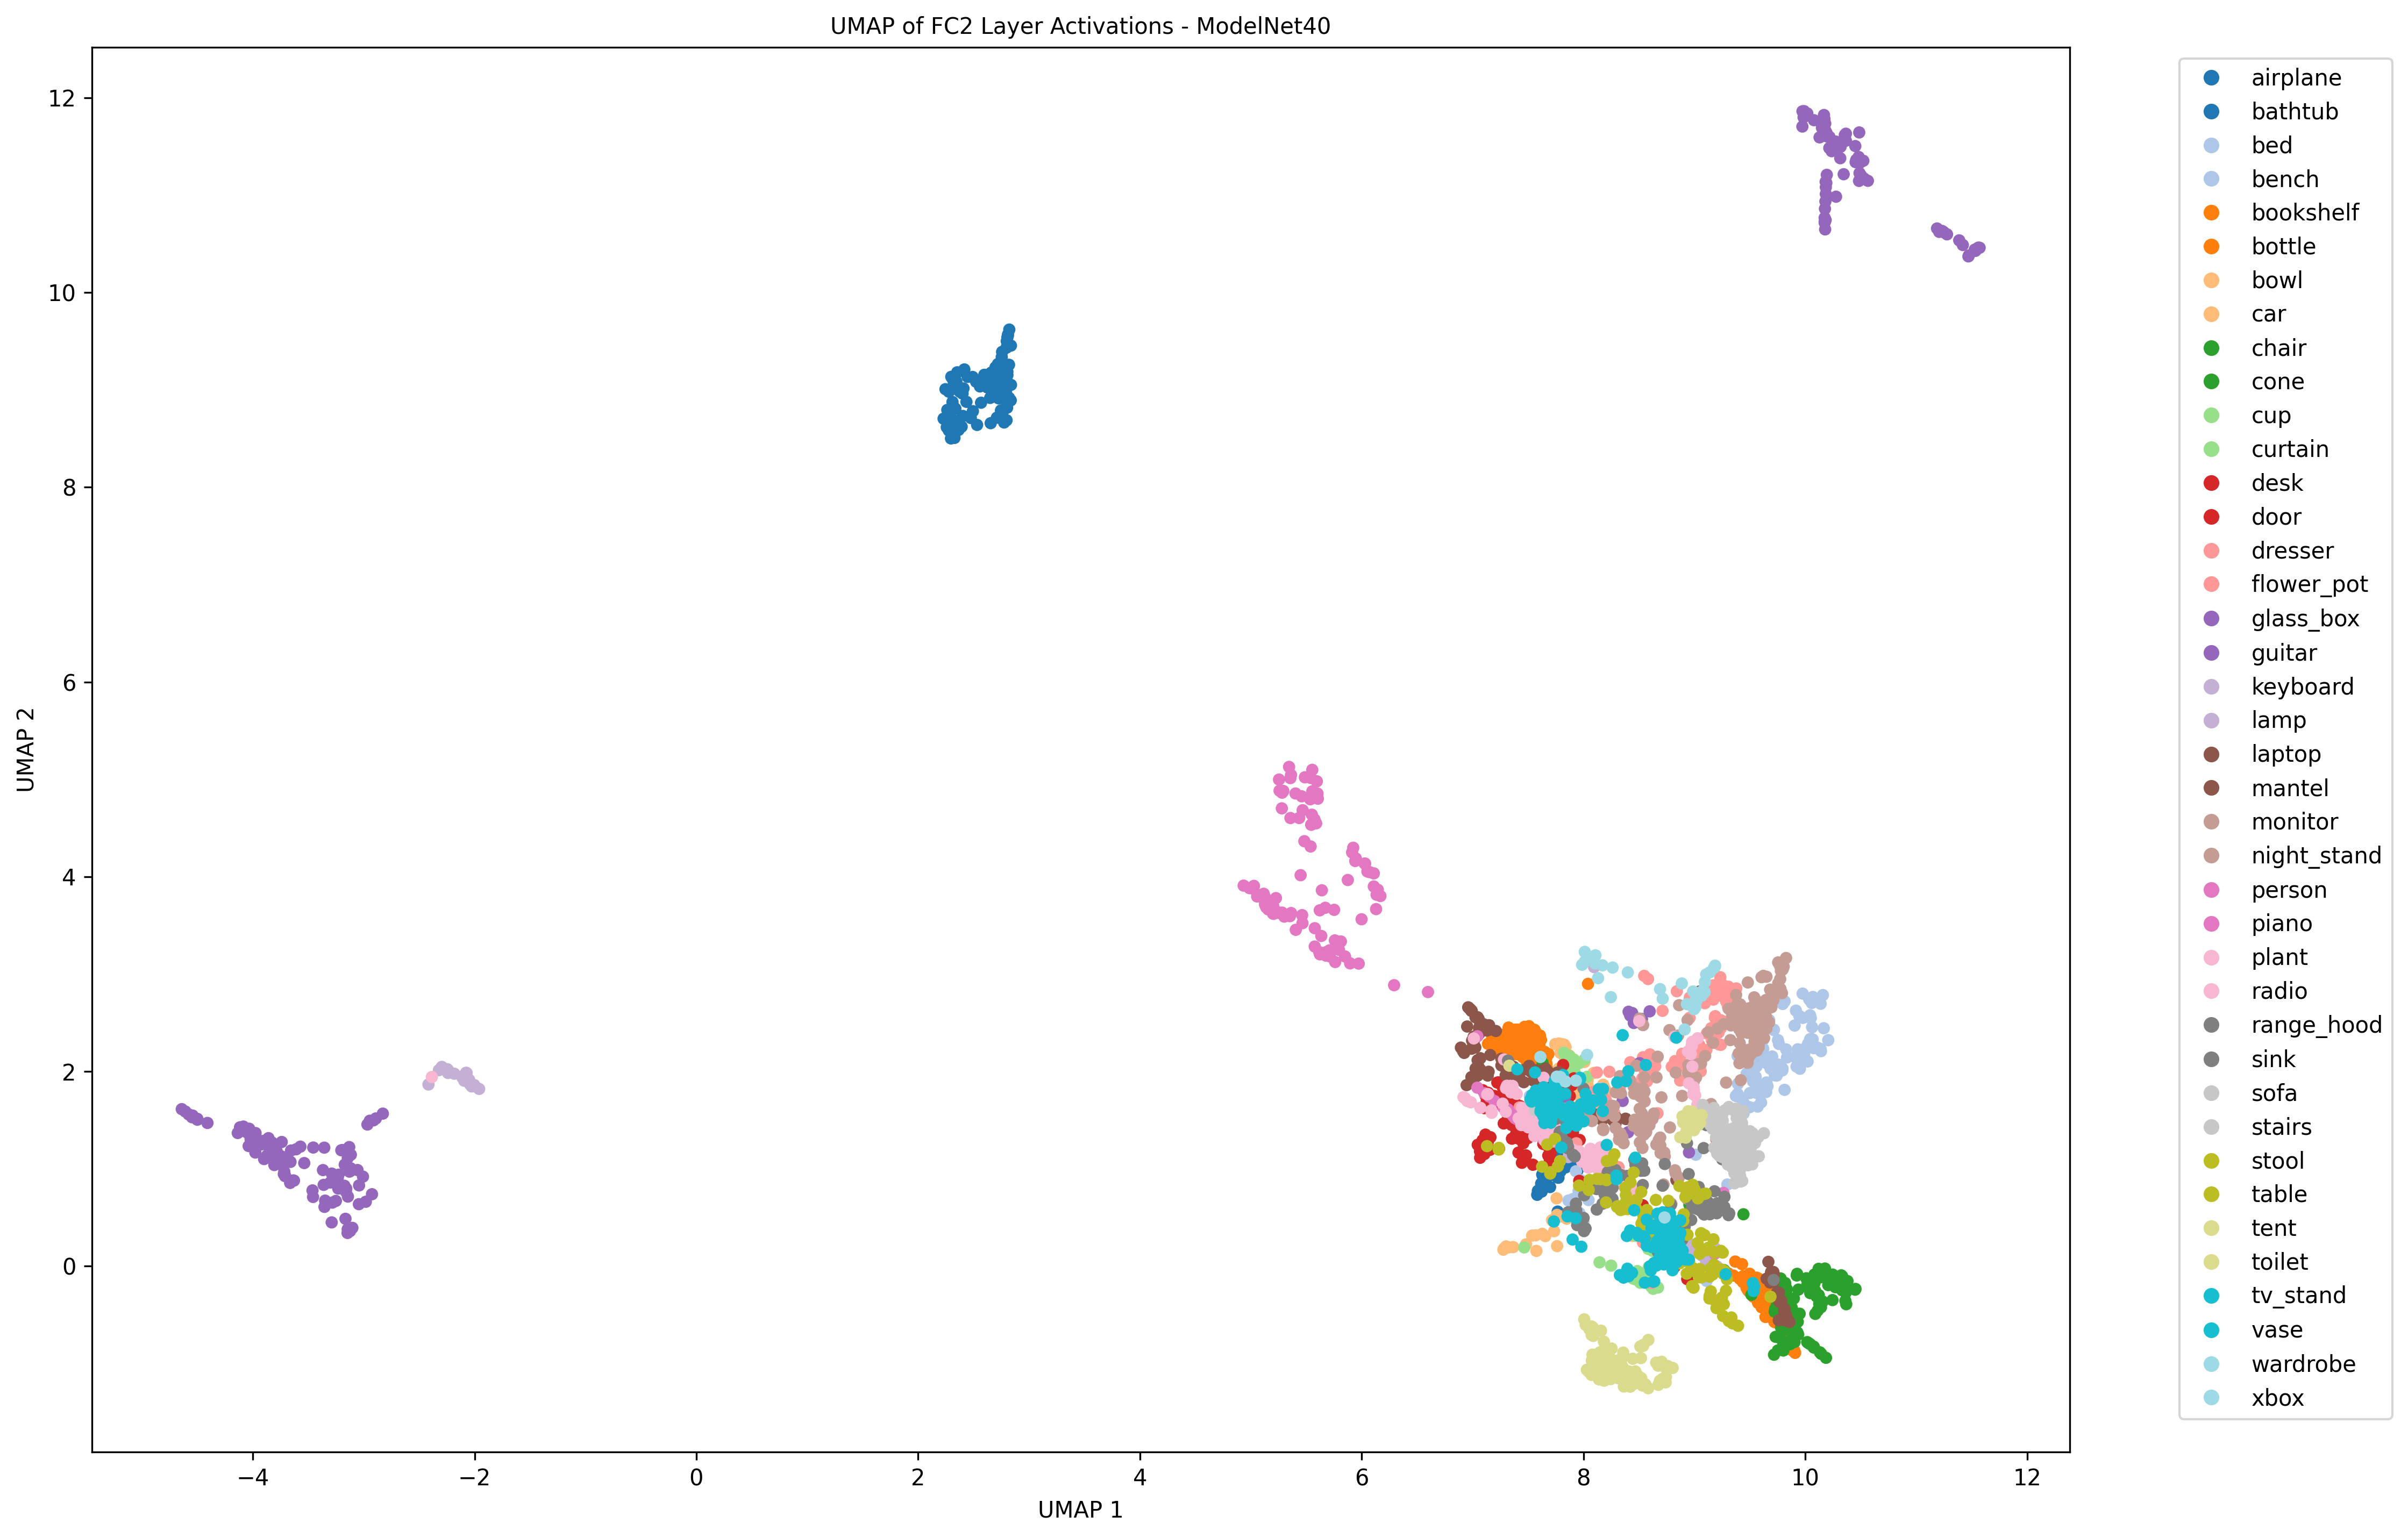 UMAP of FC2 Layer Activations - ModelNet40
12
10
8
6
4
2
0
UMAP 2
−4
−2
0
2
4
6
8
10
12
UMAP 1
airplane
bathtub
bed
bench
bookshelf
bottle
bowl
car
chair
cone
cup
curtain
desk
door
dresser
flower_pot
glass_box
guitar
keyboard
lamp
laptop
mantel
monitor
night_stand
person
piano
plant
radio
range_hood
sink
sofa
stairs
stool
table
tent
toilet
tv_stand
vase
wardrobe
xbox